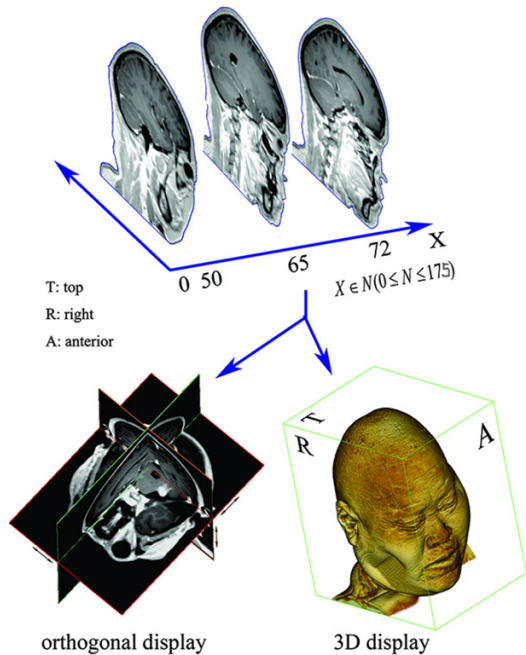 X
72
65
0 50
X ∈ N(0 ≤ N ≤ 175)
T: top
R: right
A: anterior
T
R
A
orthogonal display
3D display